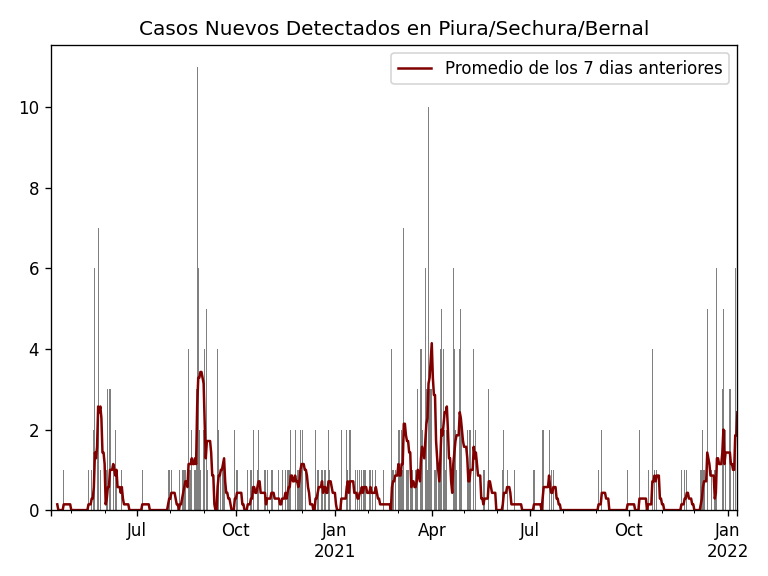 Casos Nuevos Detectados en Piura/Sechura/Bernal
Promedio de los 7 dias anteriores
10
8
6
4
2
0
Jul
Oct
Jan
2021
Apr
Jul
Oct
Jan
2022